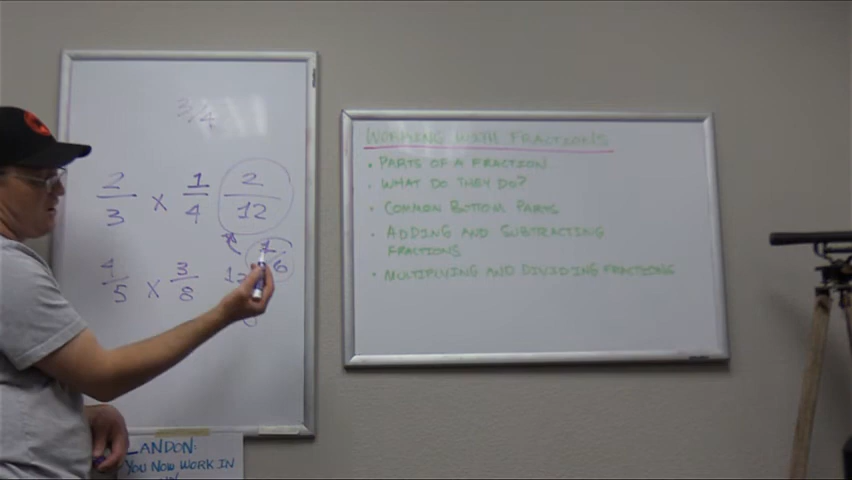 3/4
2/3 x 1/4 2/12
4/5 x 3/8
1/6
WORKING WITH FRACTIONS
• PARTS OF A FRACTION
• WHAT DO THEY DO?
• COMMON BOTTOM PARTS
• ADDING AND SUBTRACTING
FRACTIONS
• MULTIPLYING AND DIVIDING FRACTIONS
LANDON:
YOU NOW WORK IN